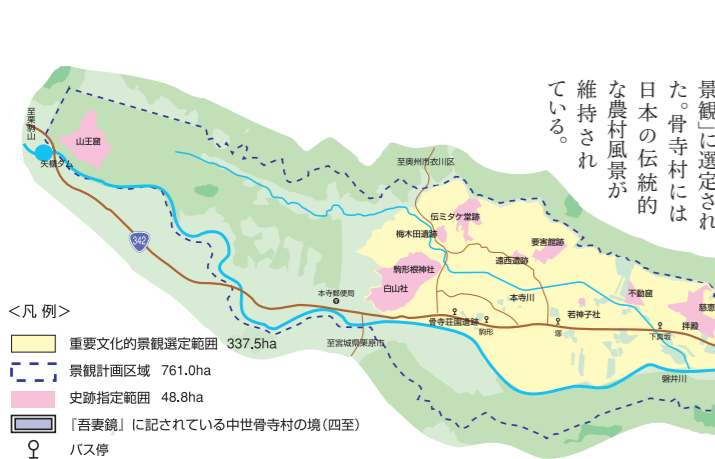 景観」に選定され
た。骨寺村には
日本の伝統的
な農村風景が
維持され
ている。
至栗駒山
矢櫃ダム
山王窟
342
至奥州市衣川区
伝ミタケ堂跡
梅木田遺跡
要害館跡
遠西遺跡
駒形根神社
白山社
不動窟
慈恵
本寺川
若神子社
拝殿
本寺郵便局
骨寺荘園遺跡
駒形
塚
下真坂
至宮城県栗原市
磐井川
<凡 例>
重要文化的景観選定範囲 337.5ha
景観計画区域 761.0ha
史跡指定範囲 48.8ha
『吾妻鏡』に記されている中世骨寺村の境(四至)
バス停